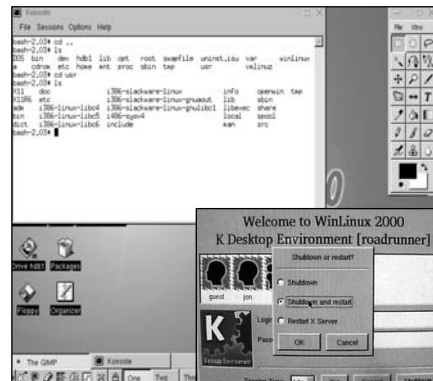 Konsole
File Sessions Options Help
bash-2.03# cd ..
bash-2.03# ls
DOS bin dev hdb1 lib opt root swapfile uninst.isu var winlinux
a cdrom etc home mnt proc sbin tmp usr vmlinuz
bash-2.03# cd usr
bash-2.03# ls
X11 doc i386-slackware-linux info openwin tmp
X11R6 etc i386-slackware-linux-gnuaout lib sbin
adm i386-linux-libc4 i386-slackware-linux-gnulibc1 libexec share
bin i386-linux-libc5 i486-sysv4 local spool
dict i386-linux-libc6 include man src
bash-2.03#
Drive hdb1 Packages
Floppy Organizer
Welcome to WinLinux 2000
K Desktop Environment [roadrunner]
Shutdown or restart?
Shutdown
Shutdown and restart
Restart X Server
OK Cancel
guest jon
Login
K
Desktop Environment
The GIMP Konsole
One Two